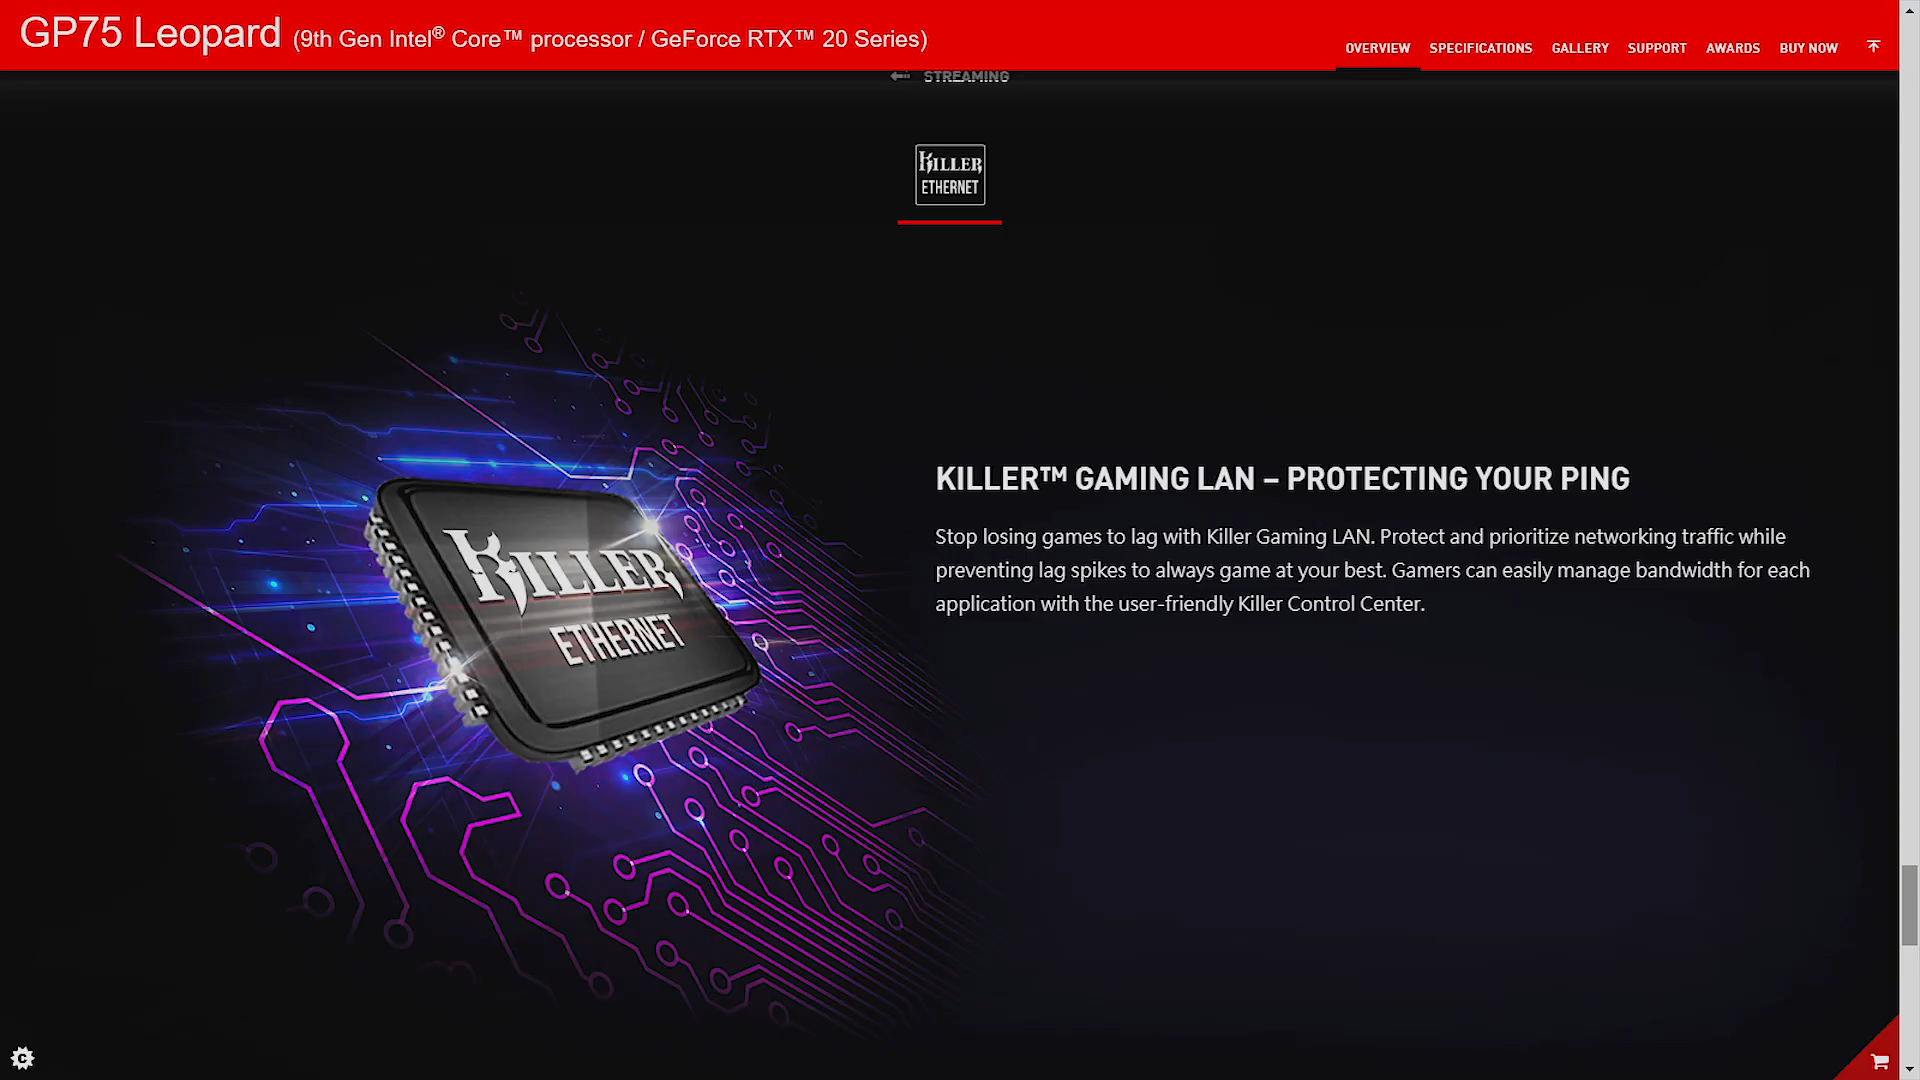 GP75 Leopard (9th Gen Intel® Core™ processor / GeForce RTX™ 20 Series)
OVERVIEW SPECIFICATIONS GALLERY SUPPORT AWARDS BUY NOW
STREAMING
KILLER
ETHERNET
KILLER™ GAMING LAN – PROTECTING YOUR PING
Stop losing games to lag with Killer Gaming LAN. Protect and prioritize networking traffic while
preventing lag spikes to always game at your best. Gamers can easily manage bandwidth for each
application with the user-friendly Killer Control Center.
KILLER
ETHERNET